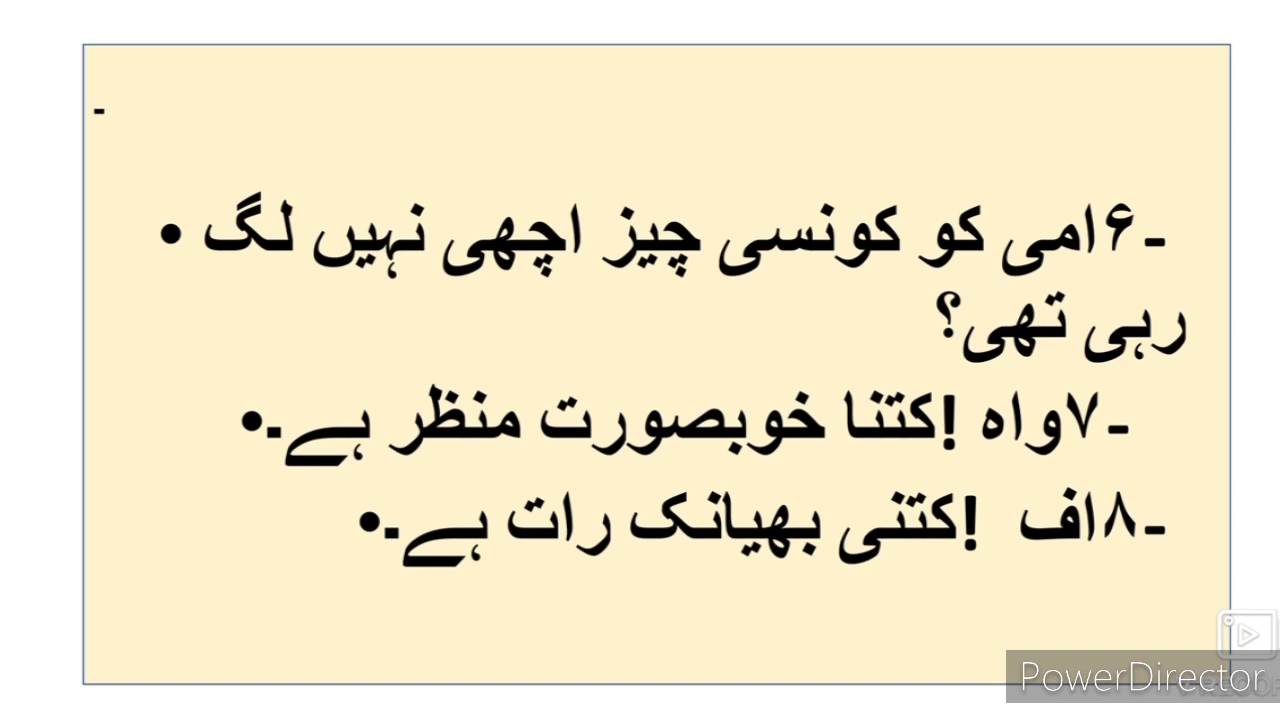 -
• ۶۔امی کو کونسی چیز اچھی نہیں لگ
رہی تھی؟
• ۷۔واہ !کتنا خوبصورت منظر ہے۔
• ۸۔اف !کتنی بھیانک رات ہے۔
PowerDirector